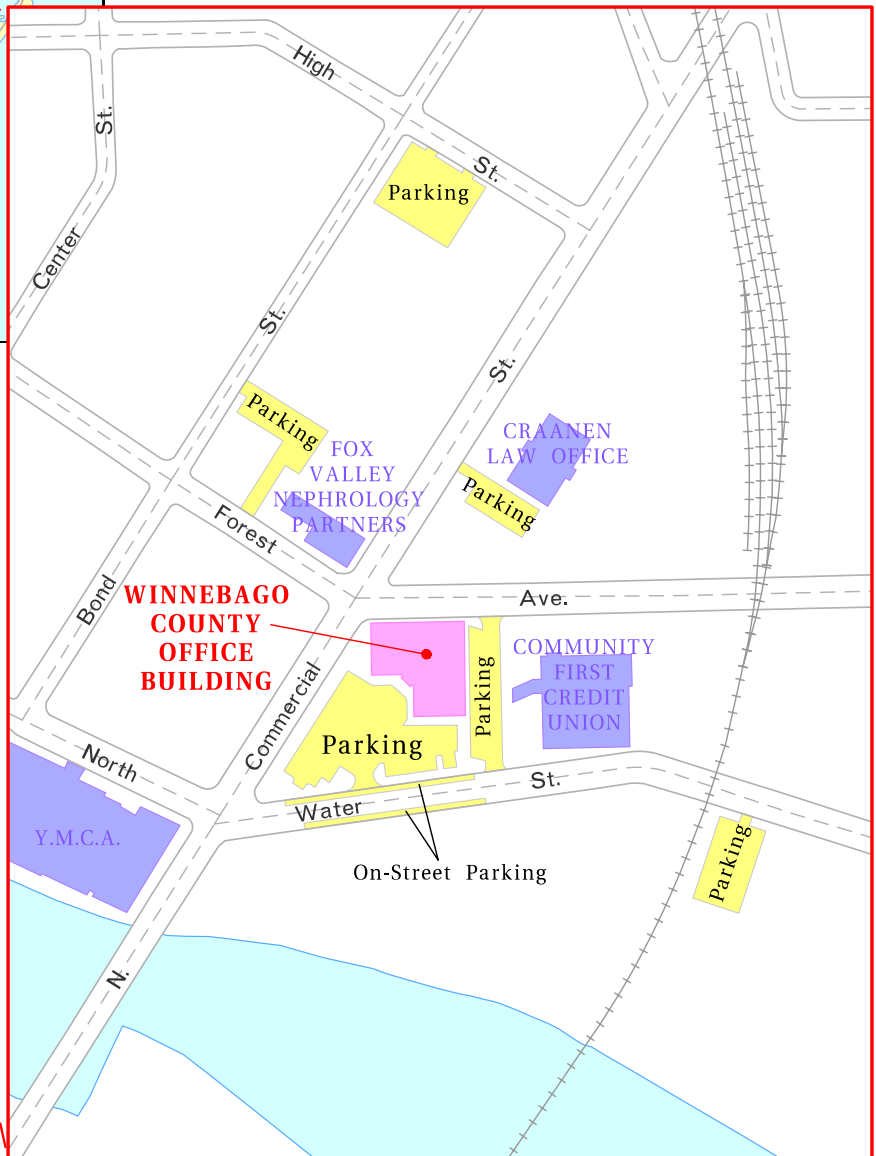 High
St.
St.
Center
Parking
St.
St.
Parking
FOX
VALLEY
NEPHROLOGY
PARTNERS
CRAANEN
LAW OFFICE
Parking
Forest
Ave.
Bond
WINNEBAGO
COUNTY
OFFICE
BUILDING
COMMUNITY
FIRST
CREDIT
UNION
Parking
Commercial
Parking
North
Water
St.
Y.M.C.A.
On-Street Parking
Parking
N.